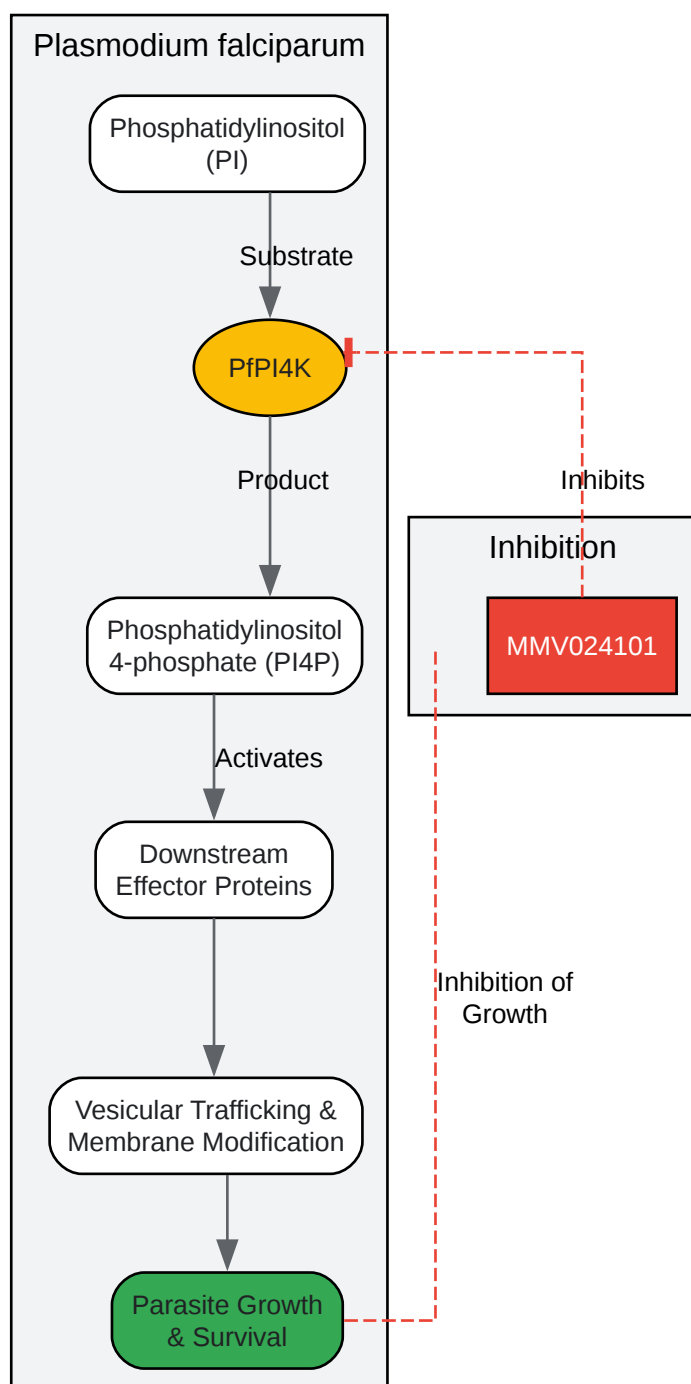 Plasmodium falciparum
Phosphatidylinositol
(PI)
Substrate
PfPI4K
Product
Inhibits
Inhibition
MMV024101
Phosphatidylinositol
4-phosphate (PI4P)
Activates
Downstream
Effector Proteins
Inhibition of
Growth
Vesicular Trafficking &
Membrane Modification
Parasite Growth
& Survival